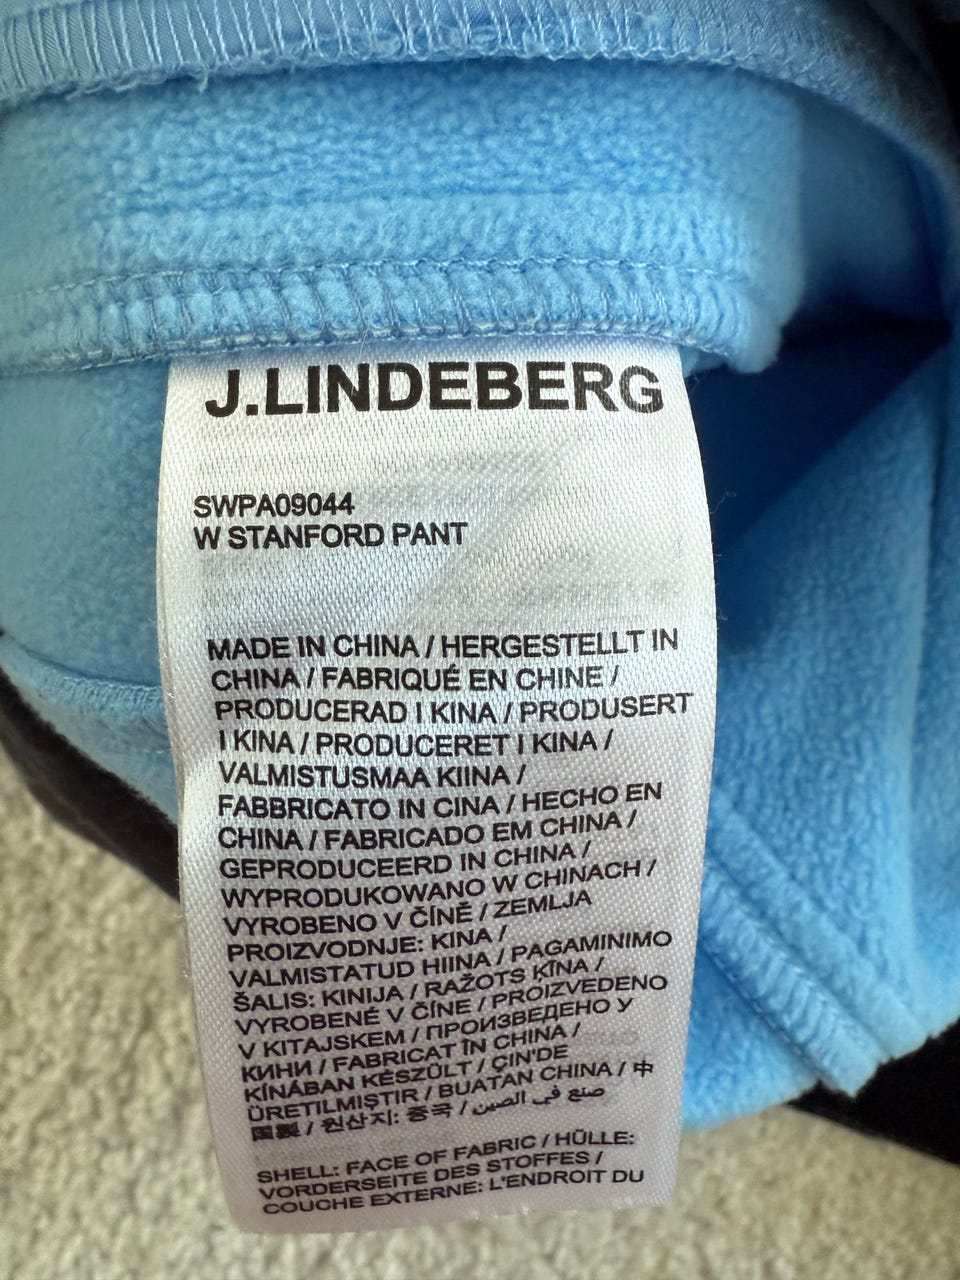 J.LINDEBERG
SWPA09044
W STANFORD PANT
MADE IN CHINA / HERGESTELLT IN
CHINA / FABRIQUÉ EN CHINE /
PRODUCERAD I KINA / PRODUSERT
I KINA / PRODUCERET I KINA /
VALMISTUSMAA KIINA /
FABBRICATO IN CINA / HECHO EN
CHINA / FABRICADO EM CHINA /
GEPRODUCEERD IN CHINA /
WYPRODUKOWANO W CHINACH /
VYROBENO V ČÍNĚ / ZEMLJA
PROIZVODNJE: KINA /
VALMISTATUD HIINA / PAGAMINIMO
ŠALIS: KINIJA / RAŽOTS ĶĪNA /
VYROBENÉ V ČÍNE / PROIZVEDENO
V KITAJSKEM / ПРОИЗВЕДЕНО У
КИНИ / FABRICAT ÎN CHINA /
KÍNÁBAN KÉSZÜLT / ÇIN'DE
ÜRETILMIŞTIR / BUATAN CHINA / 中
国製 / 원산지: 중국 / صنع في الصين
SHELL: FACE OF FABRIC / HÜLLE:
VORDERSEITE DES STOFFES /
COUCHE EXTERNE: L'ENDROIT DU